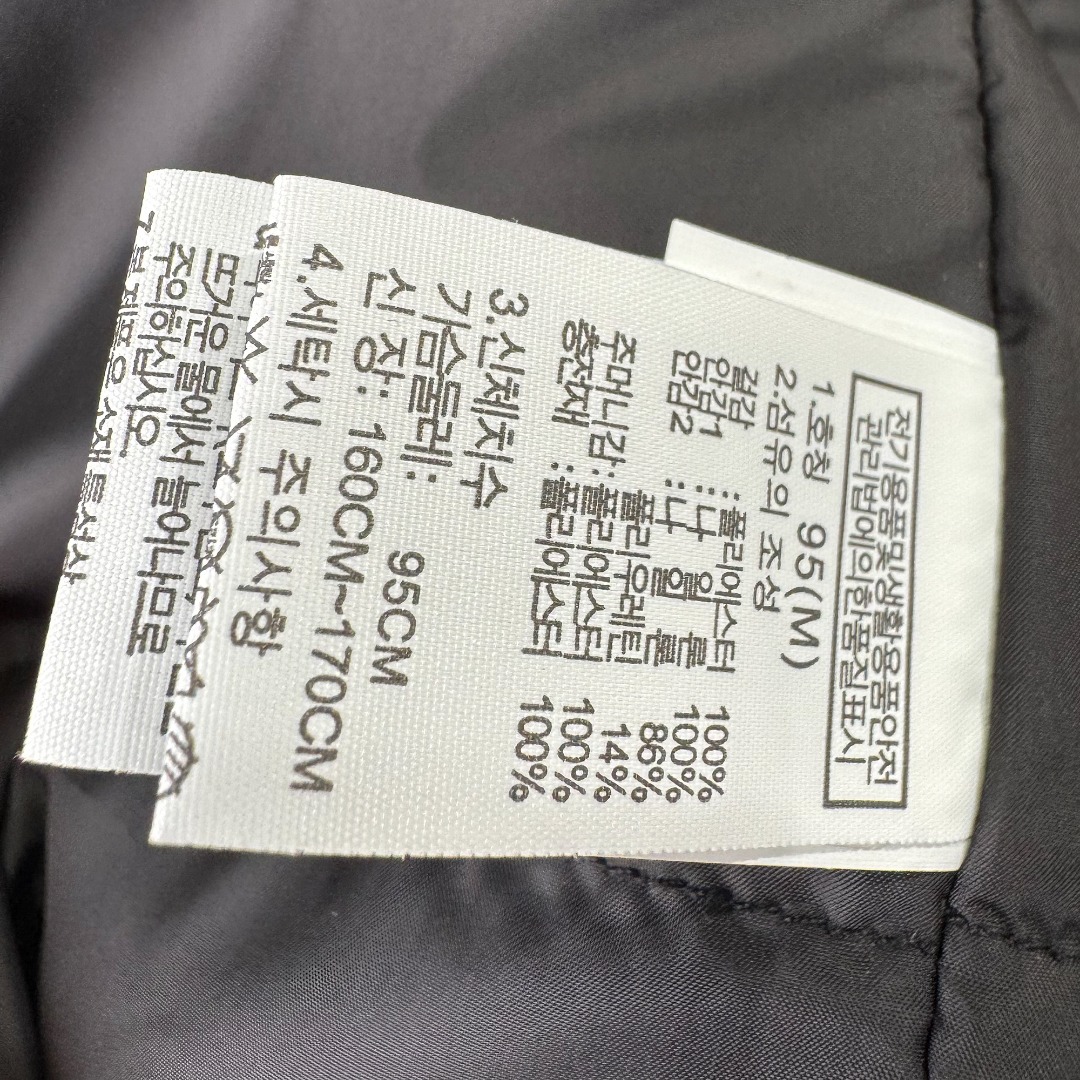 전기용품및생활용품안전
관리법에의한품질표시
1.호칭 95(M)
2.섬유의 조성
겉감 :폴리에스터 100%
안감1 :나 일 론 100%
안감2 :나 일 론 86%
폴리우레탄 14%
주머니감:폴리에스터 100%
충전재 :폴리에스터 100%
3.신체치수
가슴둘레: 95CM
신 장: 160CM~170CM
4.세탁시 주의사항
뜨거운 물에서 늘어나므로
주의하십시오.